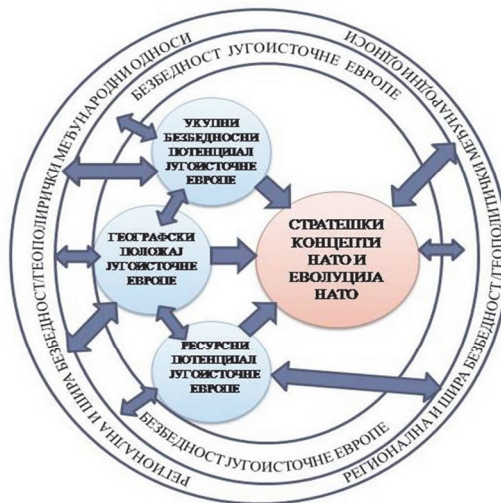 РЕГИОНАЛНА И ШИРА БЕЗБЕДНОСТ/ГЕОПОЛИРИЧКИ МЕЂУНАРОДНИ ОДНОСИ
РЕГИОНАЛНА И ШИРА БЕЗБЕДНОСТ/ГЕОПОЛИТИЧКИ МЕЂУНАРОДНИ ОДНОСИ
БЕЗБЕДНОСТ ЈУГОИСТОЧНЕ ЕВРОПЕ
УКУПНИ
БЕЗБЕДНОСНИ
ПОТЕНЦИЈАЛ
ЈУГОИСТОЧНЕ
ЕВРОПЕ
ГЕОГРАФСКИ
ПОЛОЖАЈ
ЈУГОИСТОЧНЕ
ЕВРОПЕ
СТРАТЕШКИ
КОНЦЕПТИ
НАТО И
ЕВОЛУЦИЈА
НАТО
РЕСУРСНИ
ПОТЕНЦИЈАЛ
ЈУГОИСТОЧНЕ
ЕВРОПЕ
БЕЗБЕДНОСТ ЈУГОИСТОЧНЕ ЕВРОПЕ